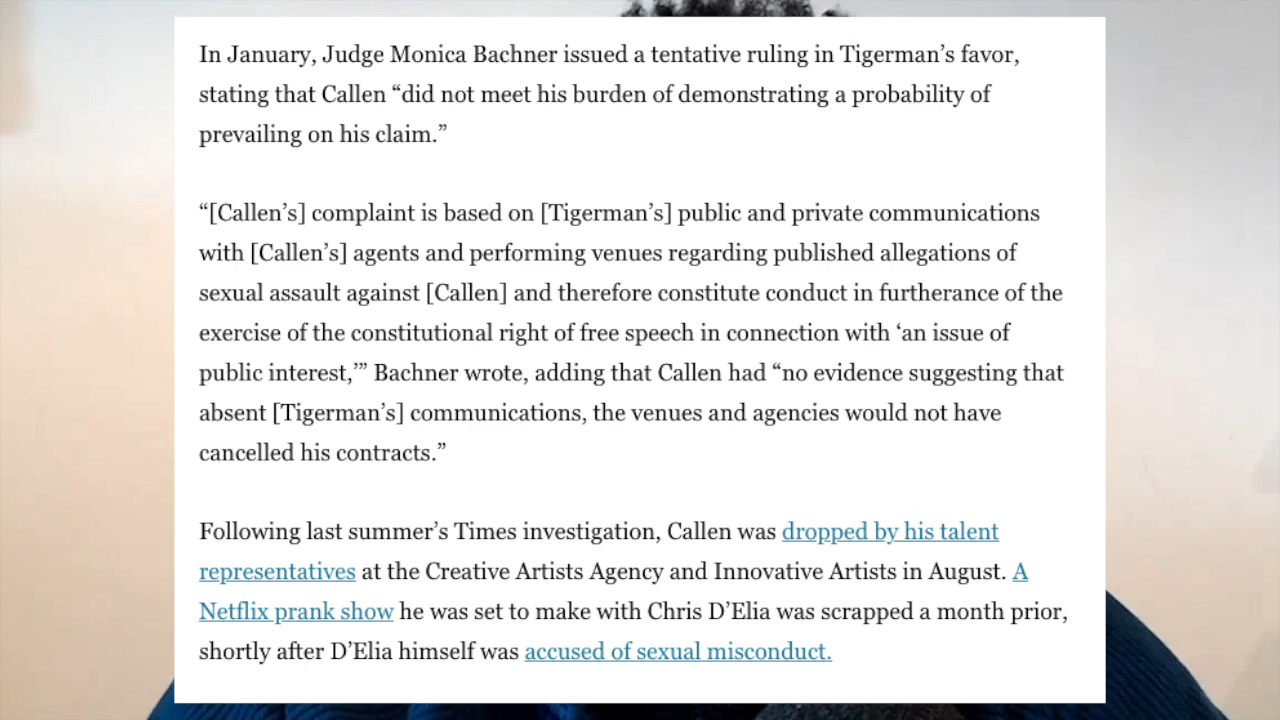 In January, Judge Monica Bachner issued a tentative ruling in Tigerman’s favor,
stating that Callen “did not meet his burden of demonstrating a probability of
prevailing on his claim.”
“[Callen’s] complaint is based on [Tigerman’s] public and private communications
with [Callen’s] agents and performing venues regarding published allegations of
sexual assault against [Callen] and therefore constitute conduct in furtherance of the
exercise of the constitutional right of free speech in connection with ‘an issue of
public interest,’” Bachner wrote, adding that Callen had “no evidence suggesting that
absent [Tigerman’s] communications, the venues and agencies would not have
cancelled his contracts.”
Following last summer’s Times investigation, Callen was dropped by his talent
representatives at the Creative Artists Agency and Innovative Artists in August. A
Netflix prank show he was set to make with Chris D’Elia was scrapped a month prior,
shortly after D’Elia himself was accused of sexual misconduct.